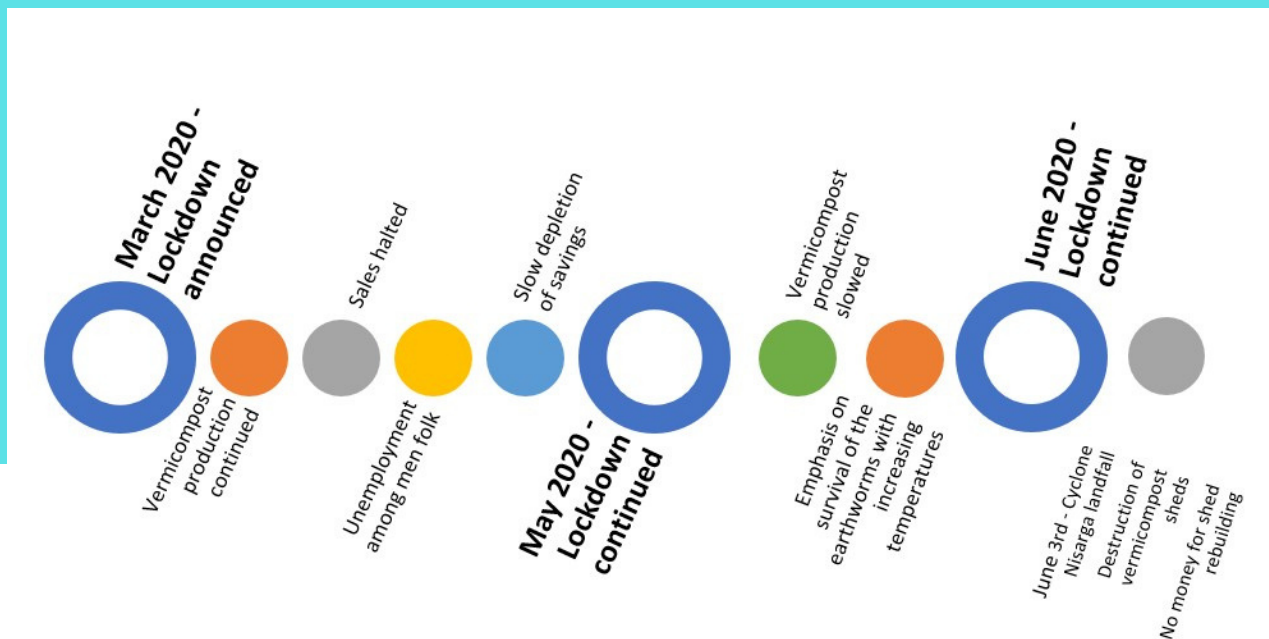 March 2020 -
Lockdown
announced
Vermicompost
production
continued
Sales halted
Unemployment
among men folk
Slow depletion
of savings
May 2020 -
Lockdown
continued
Vermicompost
production
slowed
Emphasis on
survival of the
earthworms with
increasing
temperatures
June 2020 -
Lockdown
continued
June 3rd - Cyclone
Nisarga landfall
Destruction of
vermicompost
sheds
No money for shed
rebuilding